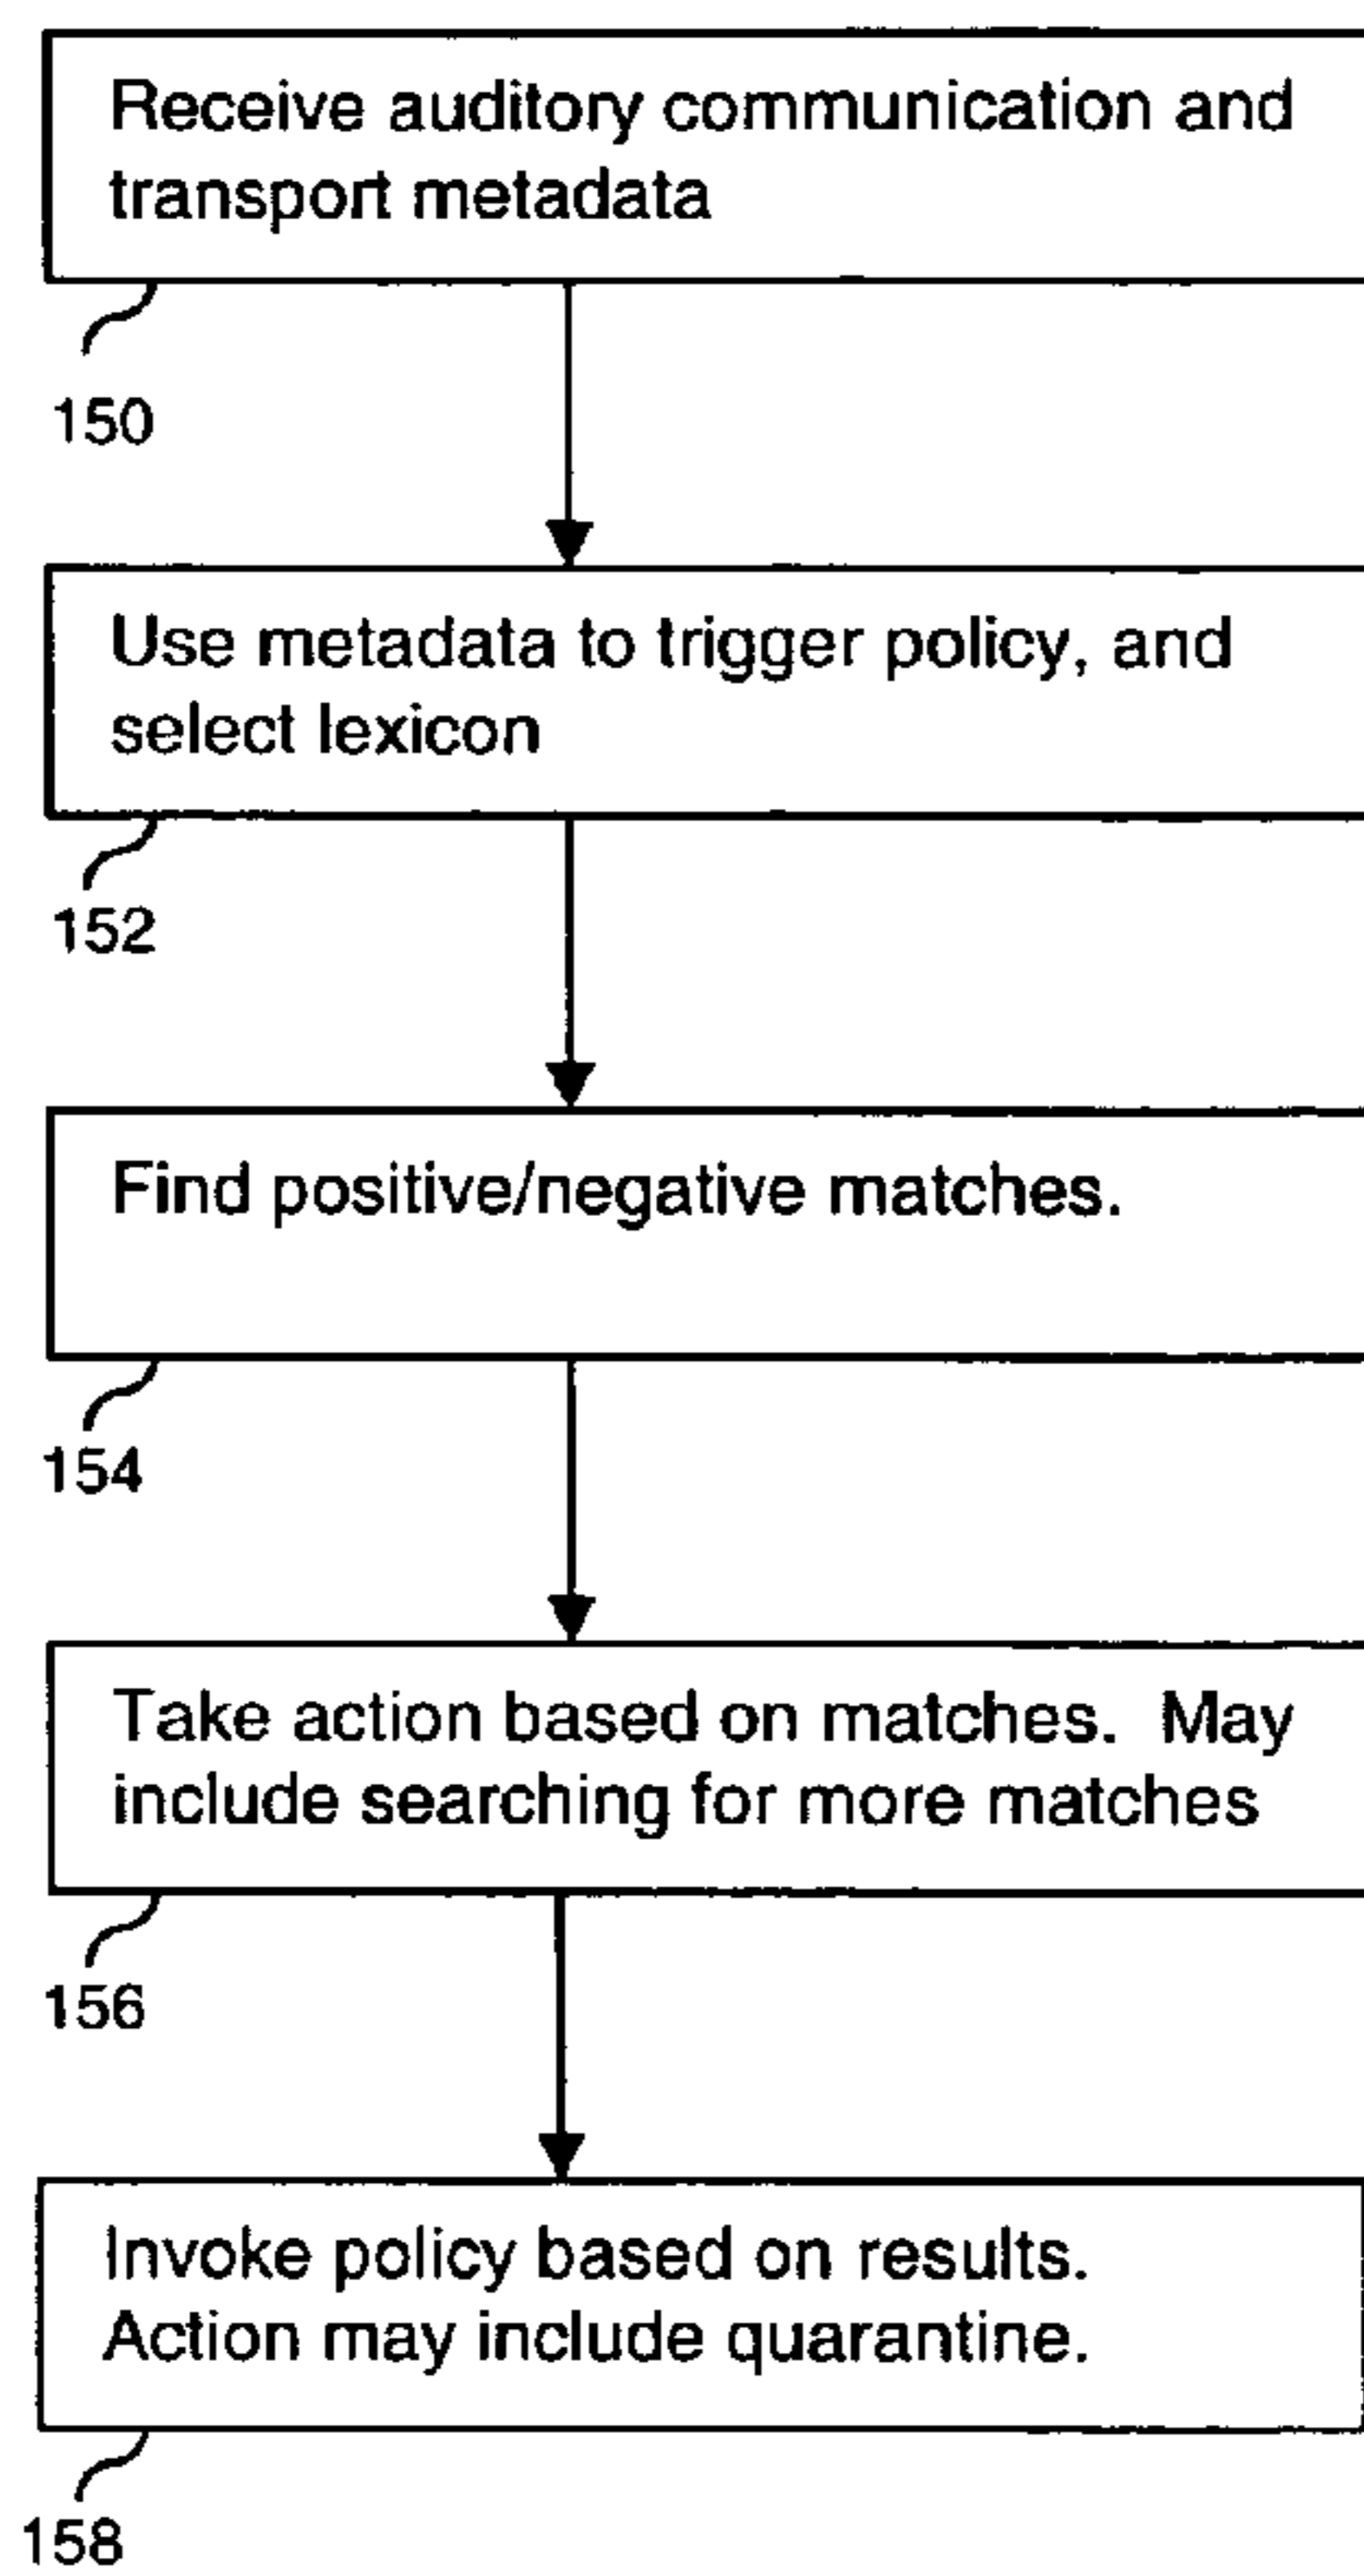 Receive auditory communication and
transport metadata
150
Use metadata to trigger policy, and
select lexicon
152
Find positive/negative matches.
154
Take action based on matches.  May
include searching for more matches
156
Invoke policy based on results.
Action may include quarantine.
158